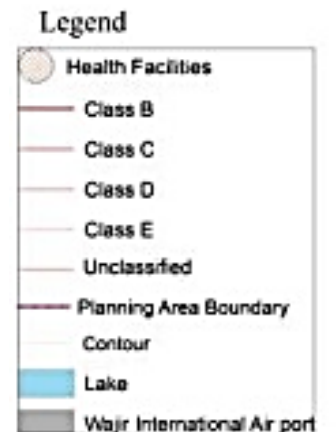 Legend
Health Facilities
Class B
Class C
Class D
Class E
Unclassified
Planning Area Boundary
Contour
Lake
Wajir International Air port